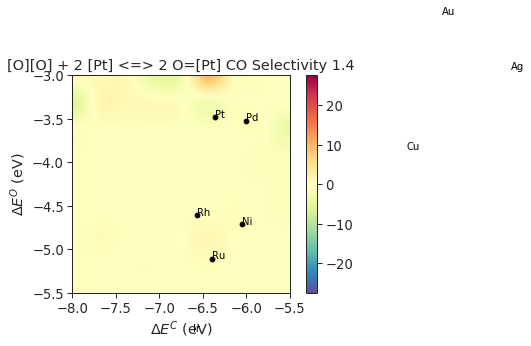 Au
Ag
[O][O] + 2 [Pt] <=> 2 O=[Pt] CO Selectivity 1.4
Cu
−3.0
−3.5
−4.0
−4.5
−5.0
−5.5
ΔE^O (eV)
Pt
Pd
Rh
Ni
Ru
20
10
0
−10
−20
−8.0 −7.5 −7.0 −6.5 −6.0 −5.5
ΔE^C (eV)
Ir